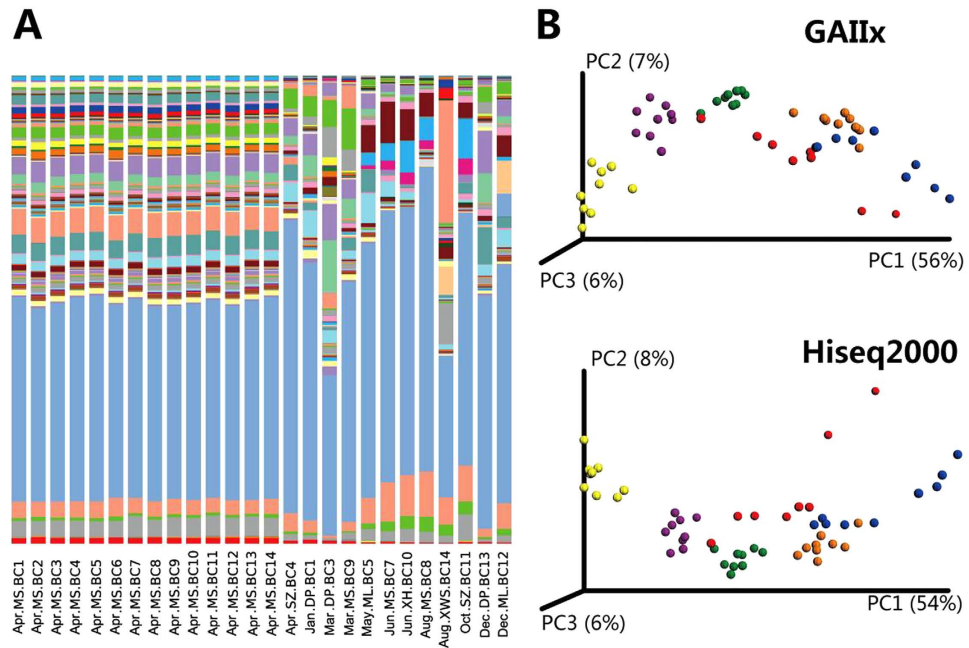 A
B
GAIIx
PC2 (7%)
PC1 (56%)
PC3 (6%)
Hiseq2000
PC2 (8%)
PC1 (54%)
PC3 (6%)
Apr.MS.BC1
Apr.MS.BC2
Apr.MS.BC3
Apr.MS.BC4
Apr.MS.BC5
Apr.MS.BC6
Apr.MS.BC7
Apr.MS.BC8
Apr.MS.BC9
Apr.MS.BC10
Apr.MS.BC11
Apr.MS.BC12
Apr.MS.BC13
Apr.MS.BC14
Apr.SZ.BC4
Jan.DP.BC1
Mar.DP.BC3
Mar.MS.BC9
May.ML.BC5
Jun.MS.BC7
Jun.XH.BC10
Aug.MS.BC8
Aug.XWS.BC14
Oct.SZ.BC11
Dec.DP.BC13
Dec.ML.BC12